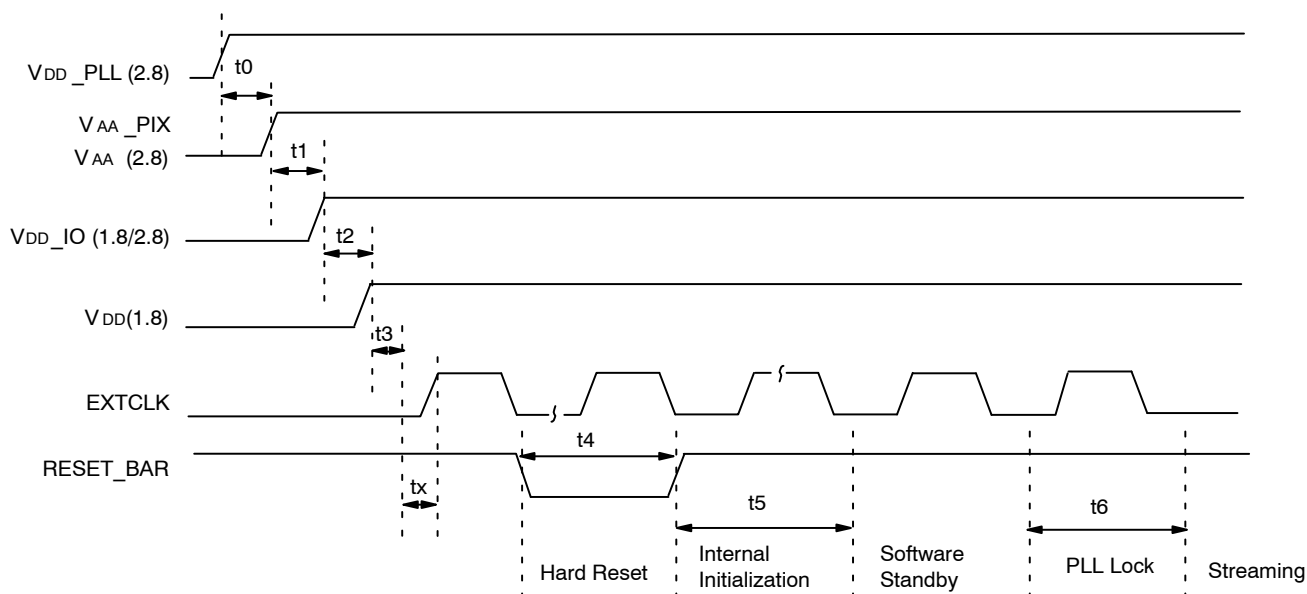 VDD_PLL (2.8)
t0
VAA_PIX
VAA (2.8)
t1
VDD_IO (1.8/2.8)
t2
VDD(1.8)
t3
EXTCLK
t4
RESET_BAR
tx
t5
t6
Hard Reset
Internal
Initialization
Software
Standby
PLL Lock
Streaming